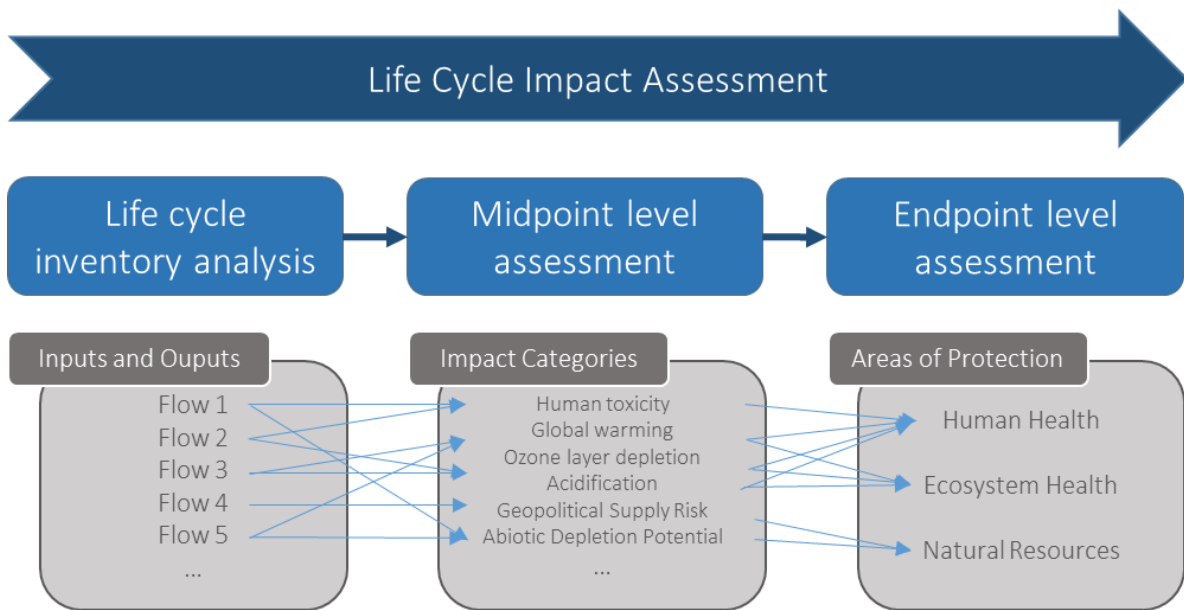 Life Cycle Impact Assessment
Life cycle
inventory analysis
Midpoint level
assessment
Endpoint level
assessment
Inputs and Ouputs
Flow 1
Flow 2
Flow 3
Flow 4
Flow 5
...
Impact Categories
Human toxicity
Global warming
Ozone layer depletion
Acidification
Geopolitical Supply Risk
Abiotic Depletion Potential
...
Areas of Protection
Human Health
Ecosystem Health
Natural Resources